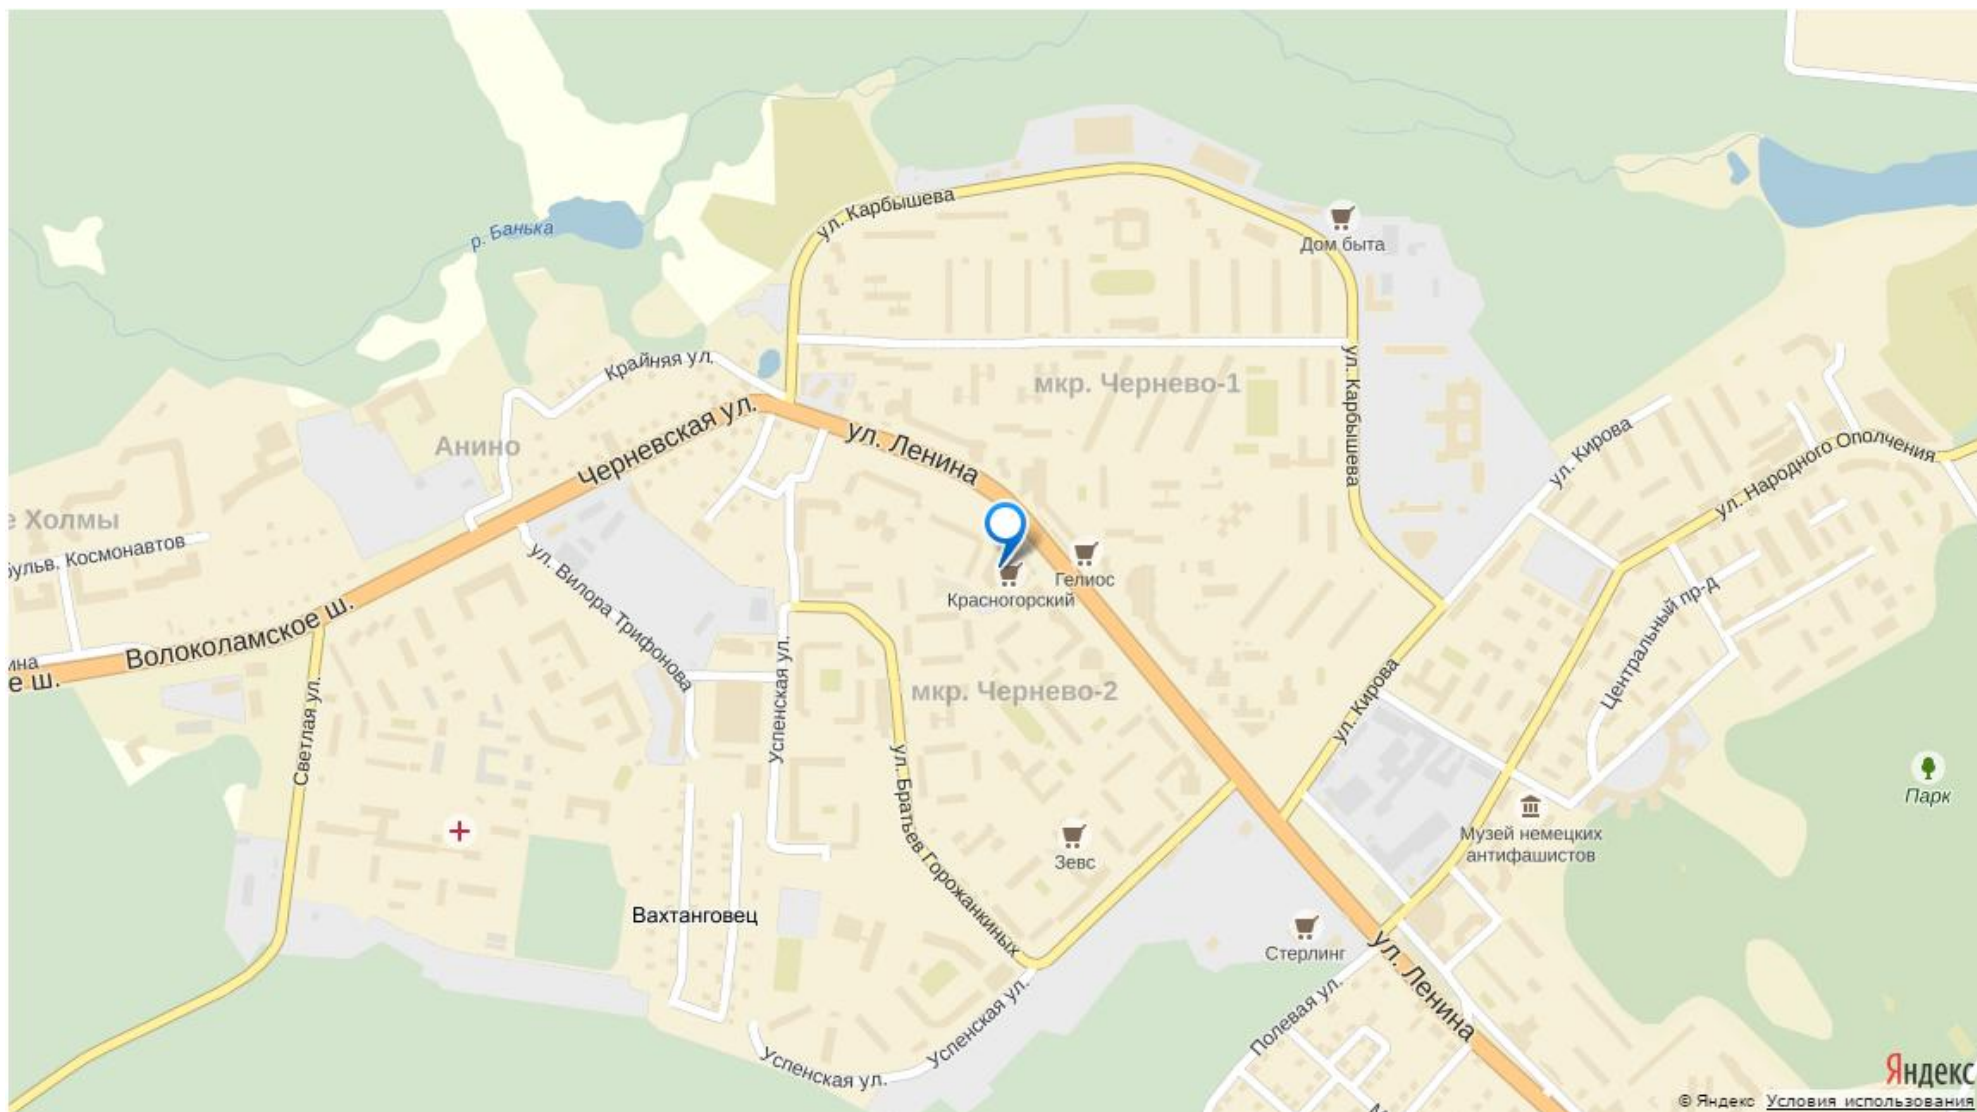 ул. Карбышева
р. Банька
Дом быта
Крайняя ул.
мкр. Чернево-1
ул. Карбышева
Черневская ул.
ул. Ленина
Анино
ул. Кирова
ул. Народного Ополчения
е Холмы
бульв. Космонавтов
ул. Вилора Трифонова
Гелиос
Красногорский
Центральный пр-д
Волоколамское ш.
ина
е ш.
Успенская ул.
мкр. Чернево-2
ул. Кирова
Светлая ул.
ул. Братьев Горожанкиных
Парк
Музей немецких
антифашистов
Зевс
Вахтанговец
Стерлинг
ул. Ленина
Полевая ул.
Успенская ул.
Успенская ул.
Яндекс
© Яндекс Условия использования